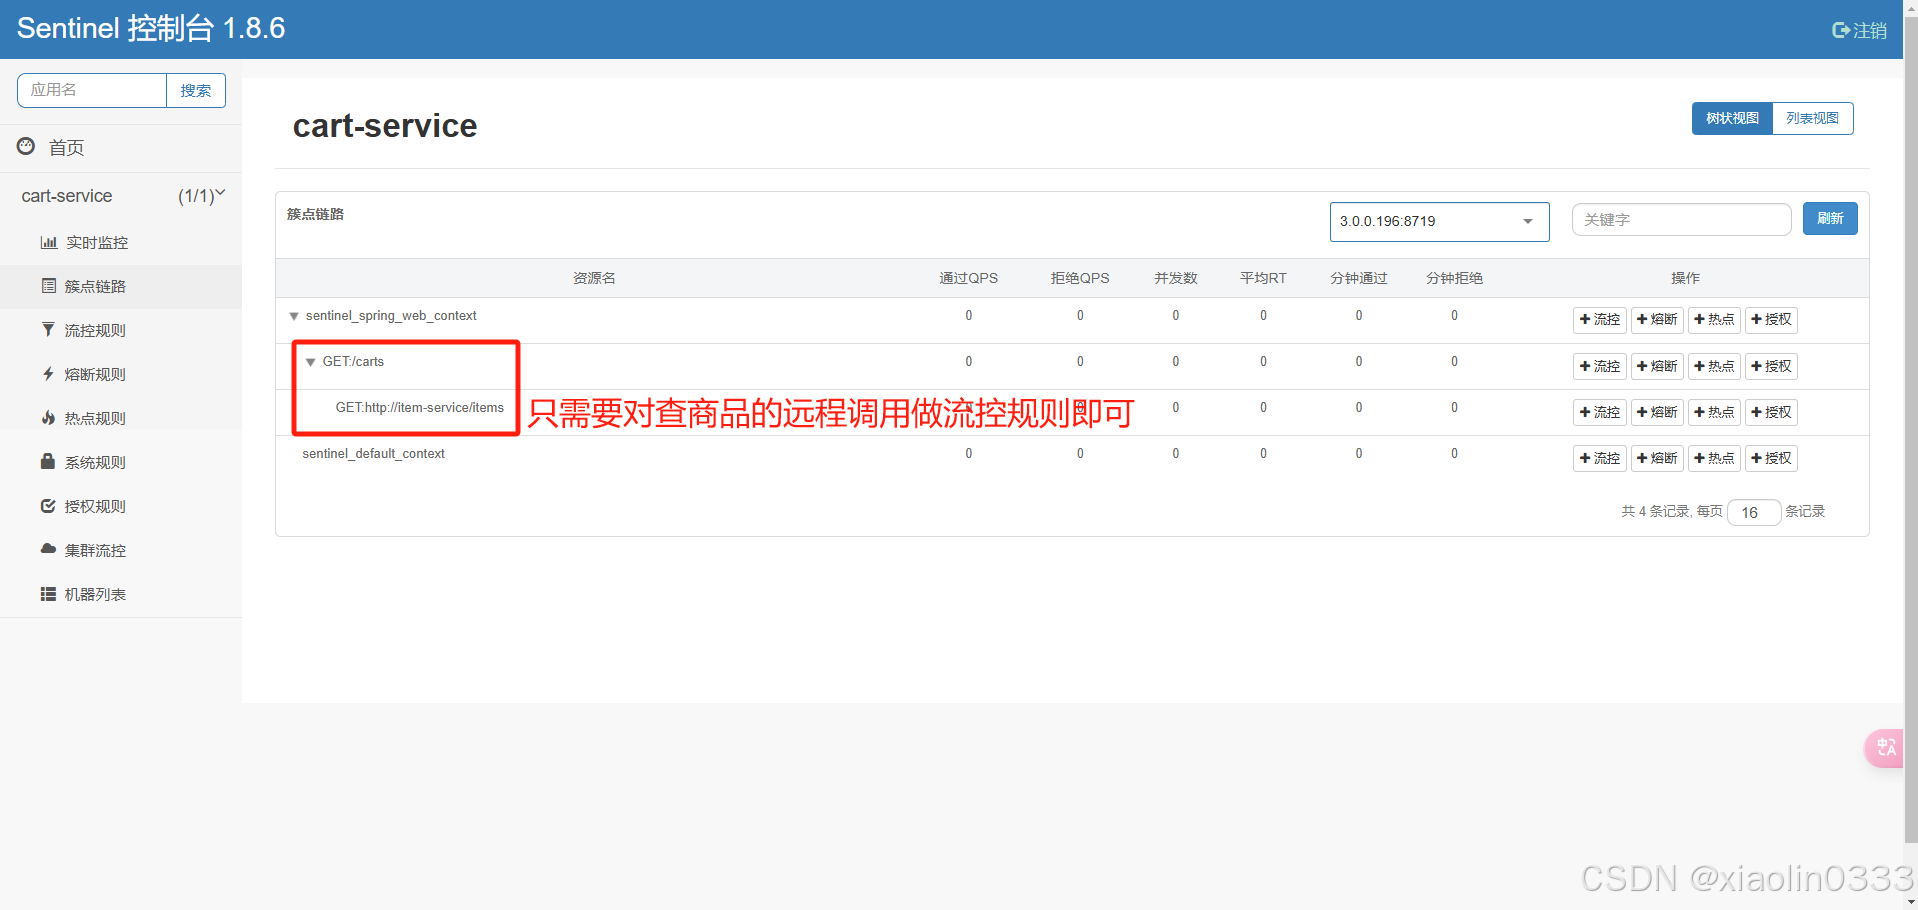 Sentinel 控制台 1.8.6
注销
应用名
搜索
首页
cart-service (1/1)
实时监控
簇点链路
流控规则
熔断规则
热点规则
系统规则
授权规则
集群流控
机器列表
cart-service
树状视图 列表视图
簇点链路
3.0.0.196:8719
关键字
刷新
资源名 通过QPS 拒绝QPS 并发数 平均RT 分钟通过 分钟拒绝 操作
sentinel_spring_web_context 0 0 0 0 0 0 +流控 +熔断 +热点 +授权
GET:/carts 0 0 0 0 0 0 +流控 +熔断 +热点 +授权
GET:http://item-service/items 0 0 0 0 0 0 +流控 +熔断 +热点 +授权
只需要对查商品的远程调用做流控规则即可
sentinel_default_context 0 0 0 0 0 0 +流控 +熔断 +热点 +授权
共 4 条记录, 每页 16 条记录
中A
CSDN @xiaolin0333